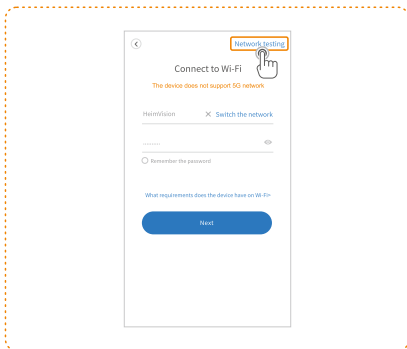 Network testing
Connect to Wi-Fi
The device does not support 5G network
HeimVision × Switch the network
Remember the password
What requirements does the device have on Wi-Fi>
Next